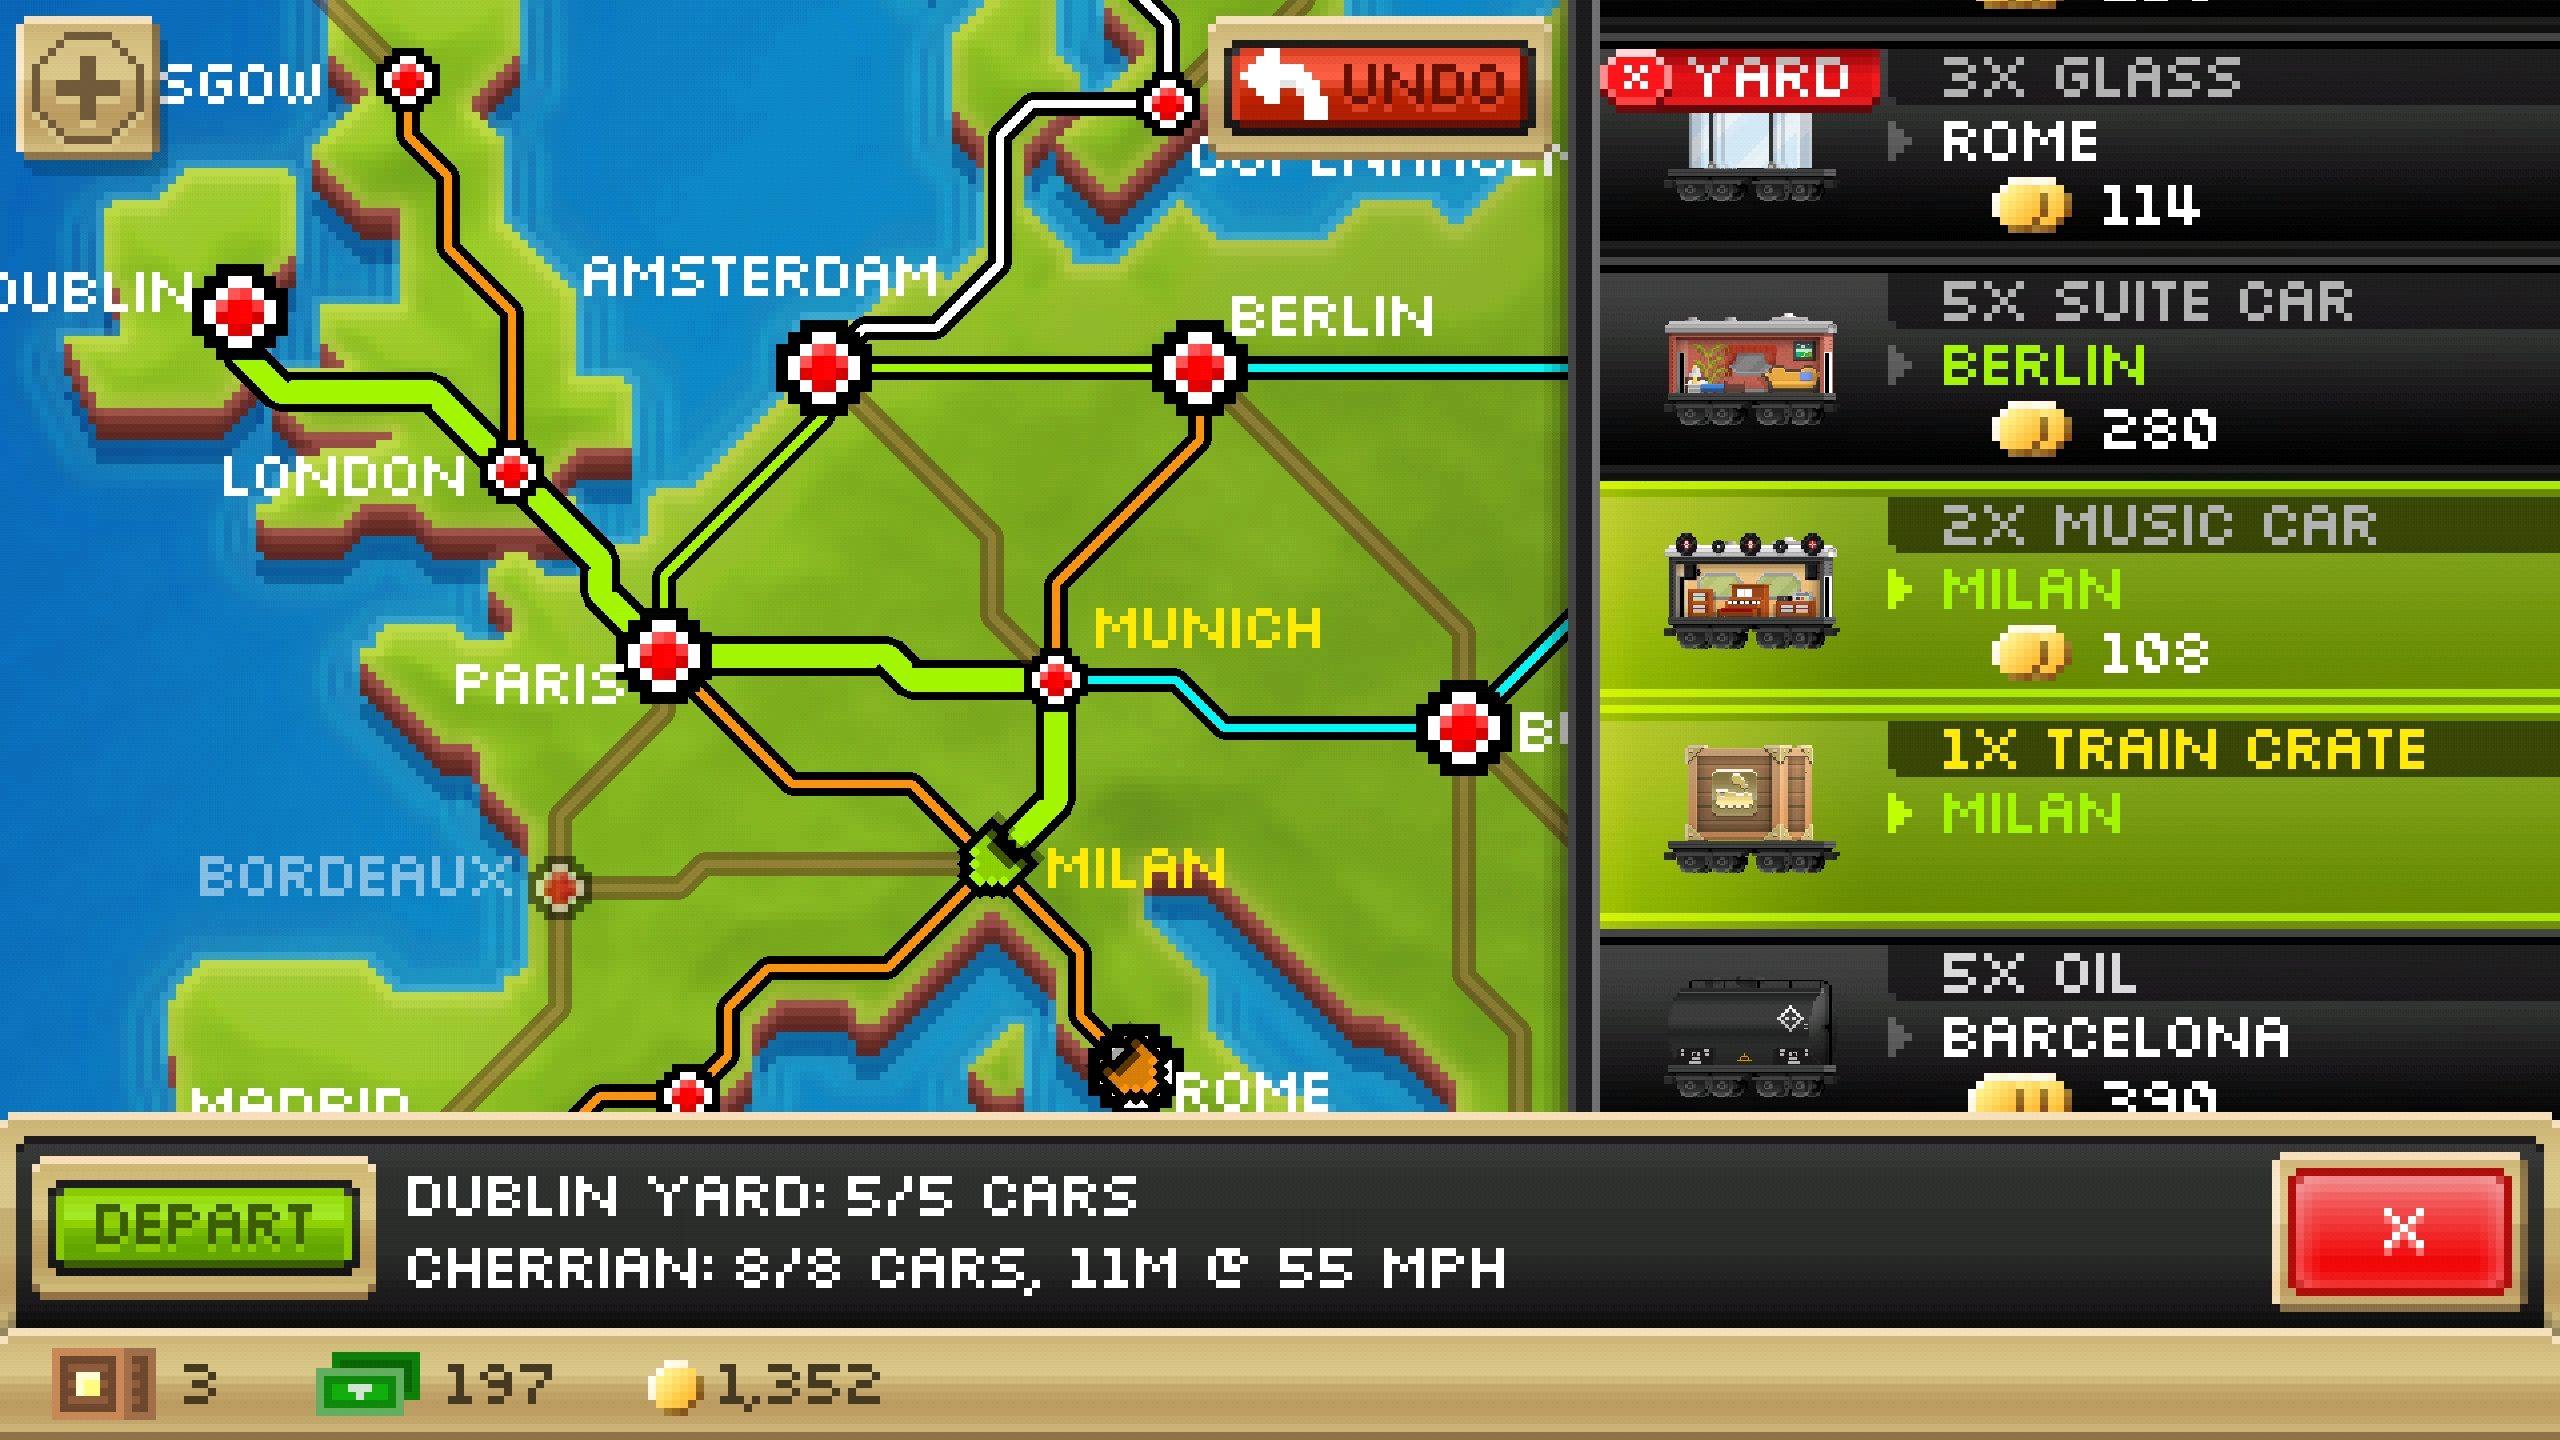 SGOW
UNDO
DUBLIN
AMSTERDAM
BERLIN
LONDON
MUNICH
PARIS
BORDEAUX
MILAN
MADRID
ROME
YARD
3X GLASS
ROME
114
5X SUITE CAR
BERLIN
280
2X MUSIC CAR
MILAN
108
1X TRAIN CRATE
MILAN
5X OIL
BARCELONA
390
DEPART
DUBLIN YARD: 5/5 CARS
CHERRIAN: 8/8 CARS, 11M @ 55 MPH
X
3
197
1,352